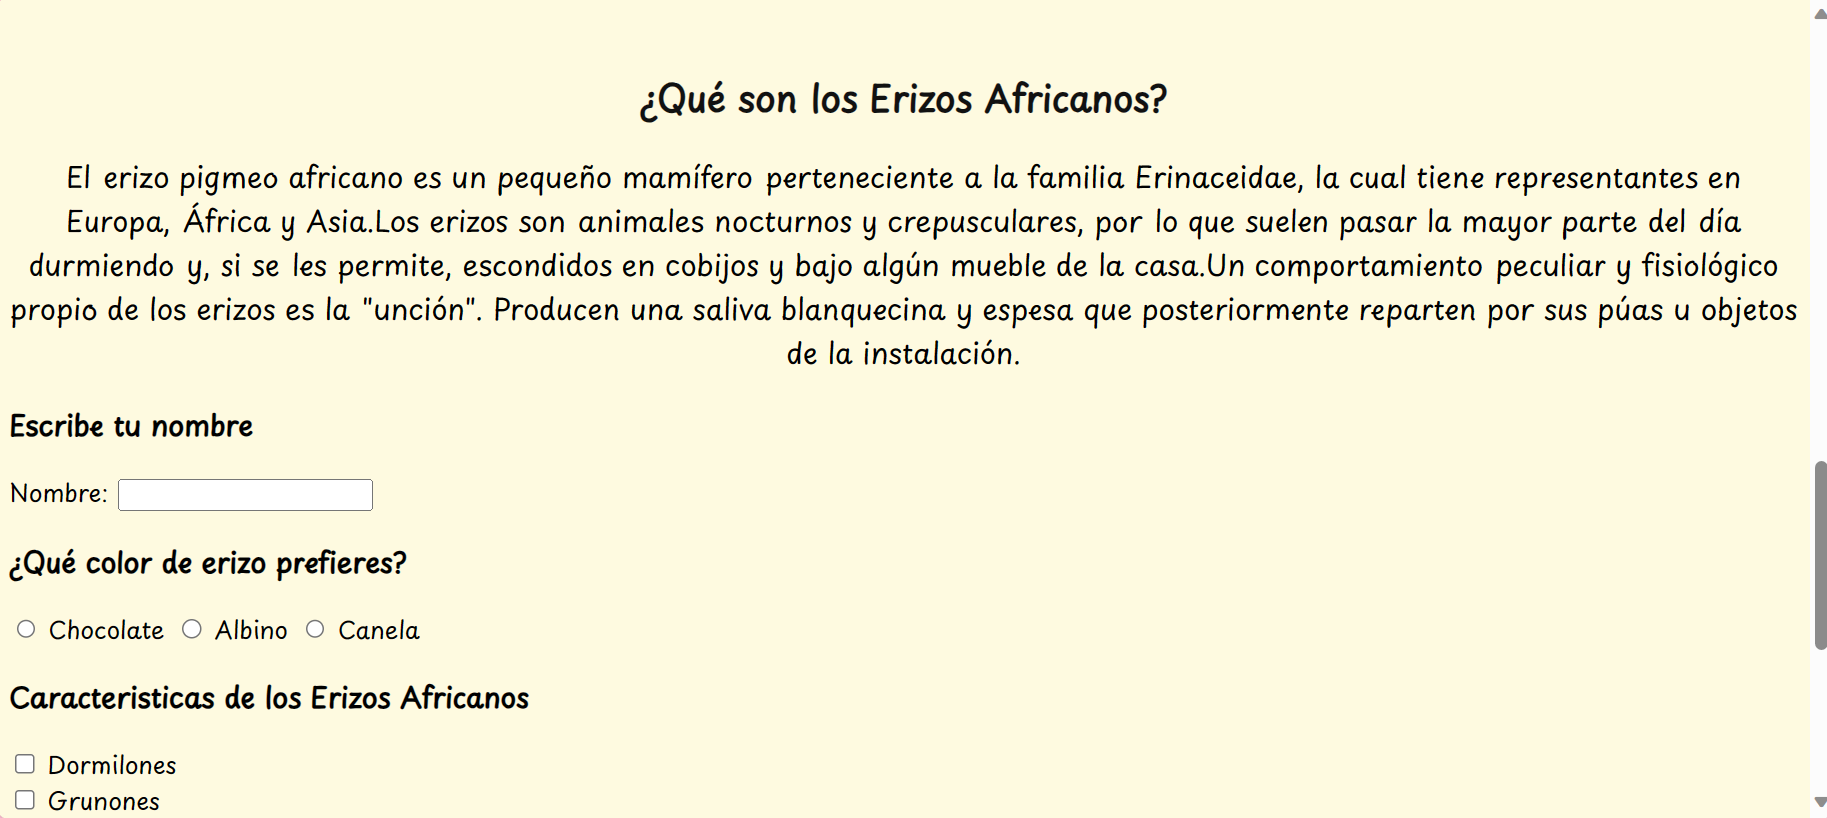 ¿Qué son los Erizos Africanos?
El erizo pigmeo africano es un pequeño mamífero perteneciente a la familia Erinaceidae, la cual tiene representantes en
Europa, África y Asia.Los erizos son animales nocturnos y crepusculares, por lo que suelen pasar la mayor parte del día
durmiendo y, si se les permite, escondidos en cobijos y bajo algún mueble de la casa.Un comportamiento peculiar y fisiológico
propio de los erizos es la "unción". Producen una saliva blanquecina y espesa que posteriormente reparten por sus púas u objetos
de la instalación.
Escribe tu nombre
Nombre:
¿Qué color de erizo prefieres?
Chocolate Albino Canela
Caracteristicas de los Erizos Africanos
Dormilones
Grunones